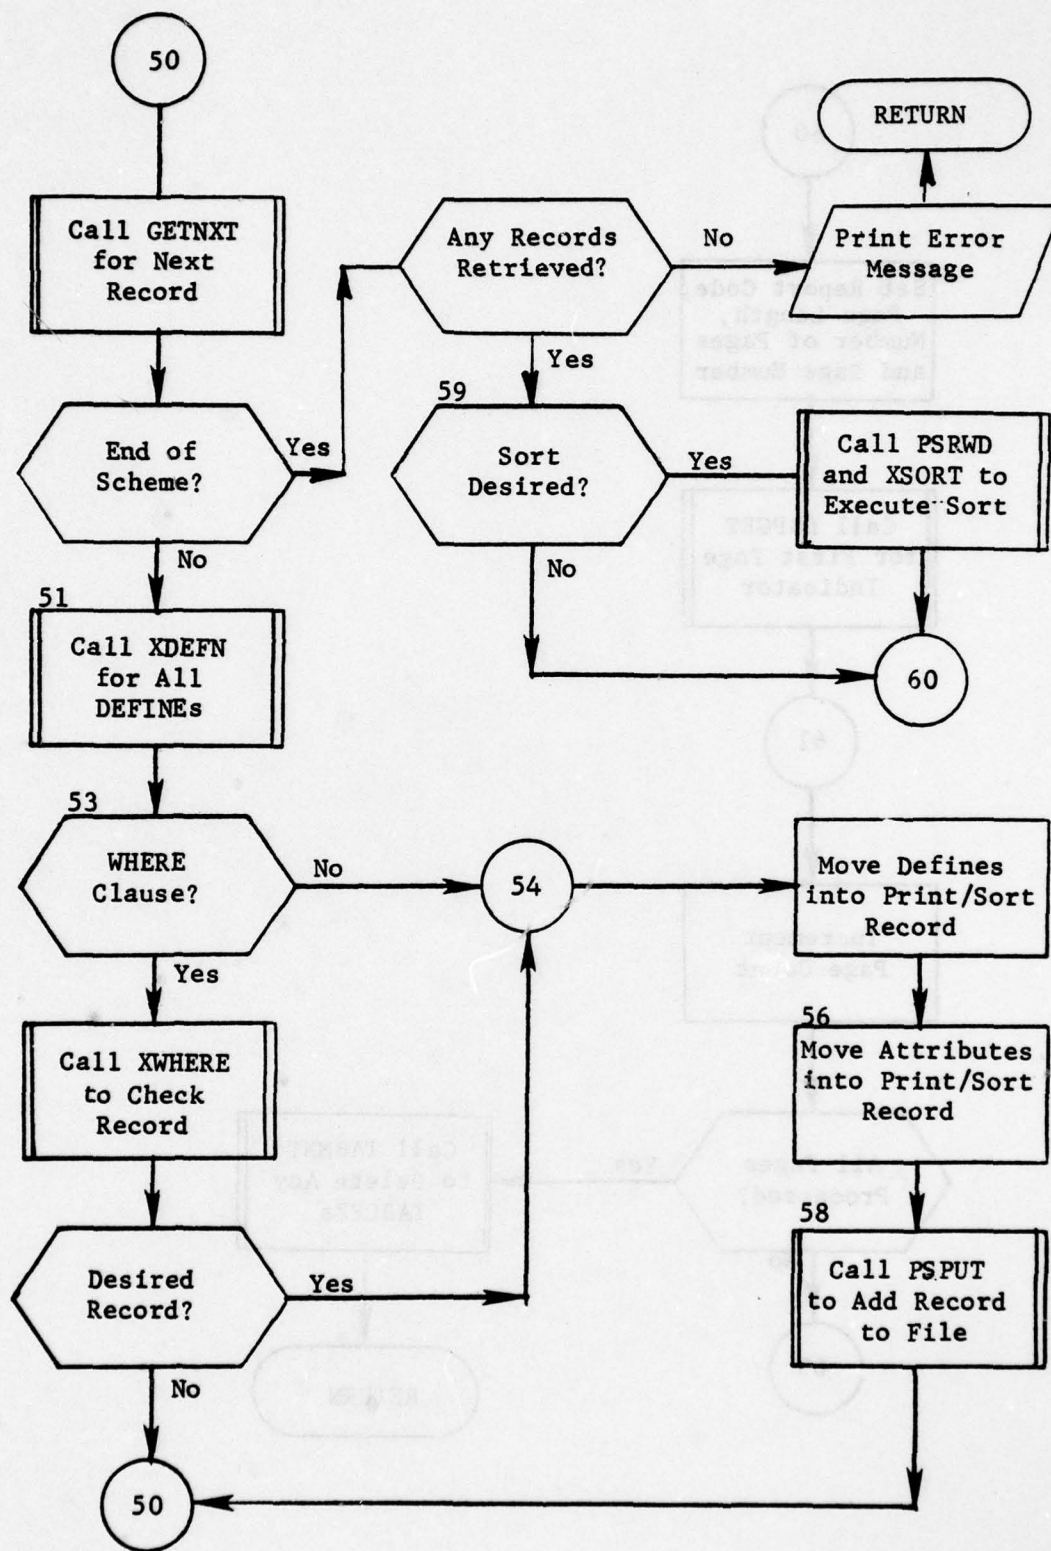 50
Call GETNXT
for Next
Record
End of
Scheme?
Yes
No
Any Records
Retrieved?
No
Yes
Print Error
Message
RETURN
59
Sort
Desired?
Yes
No
Call PSRWD
and XSORT to
Execute Sort
60
51
Call XDEFN
for All
DEFINEs
53
WHERE
Clause?
No
Yes
54
Call XWHERE
to Check
Record
Desired
Record?
Yes
No
50
Move Defines
into Print/Sort
Record
56
Move Attributes
into Print/Sort
Record
58
Call PSPUT
to Add Record
to File